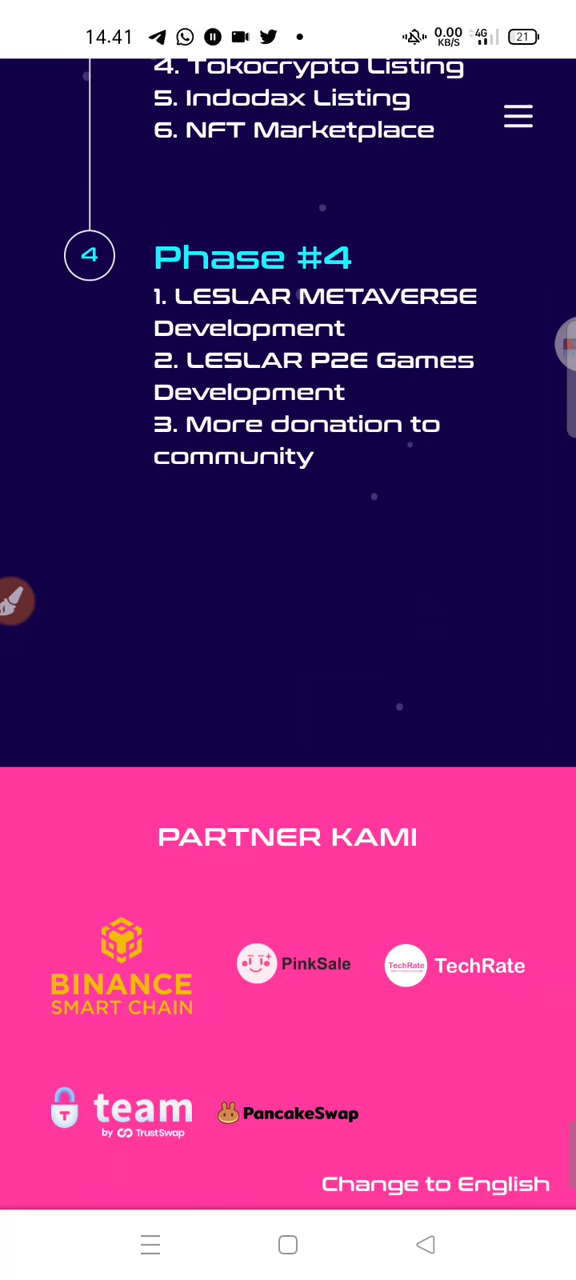 14.41
0.00
KB/S
4G
21
4. Tokocrypto Listing
5. Indodax Listing
6. NFT Marketplace
4
Phase #4
1. LESLAR METAVERSE
Development
2. LESLAR P2E Games
Development
3. More donation to
community
PARTNER KAMI
BINANCE
SMART CHAIN
PinkSale
TechRate
TechRate
T
team
by TrustSwap
PancakeSwap
Change to English